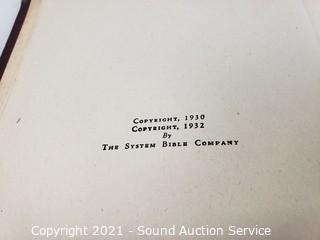 Copyright, 1930
Copyright, 1932
By
The System Bible Company
Copyright 2021 - Sound Auction Service